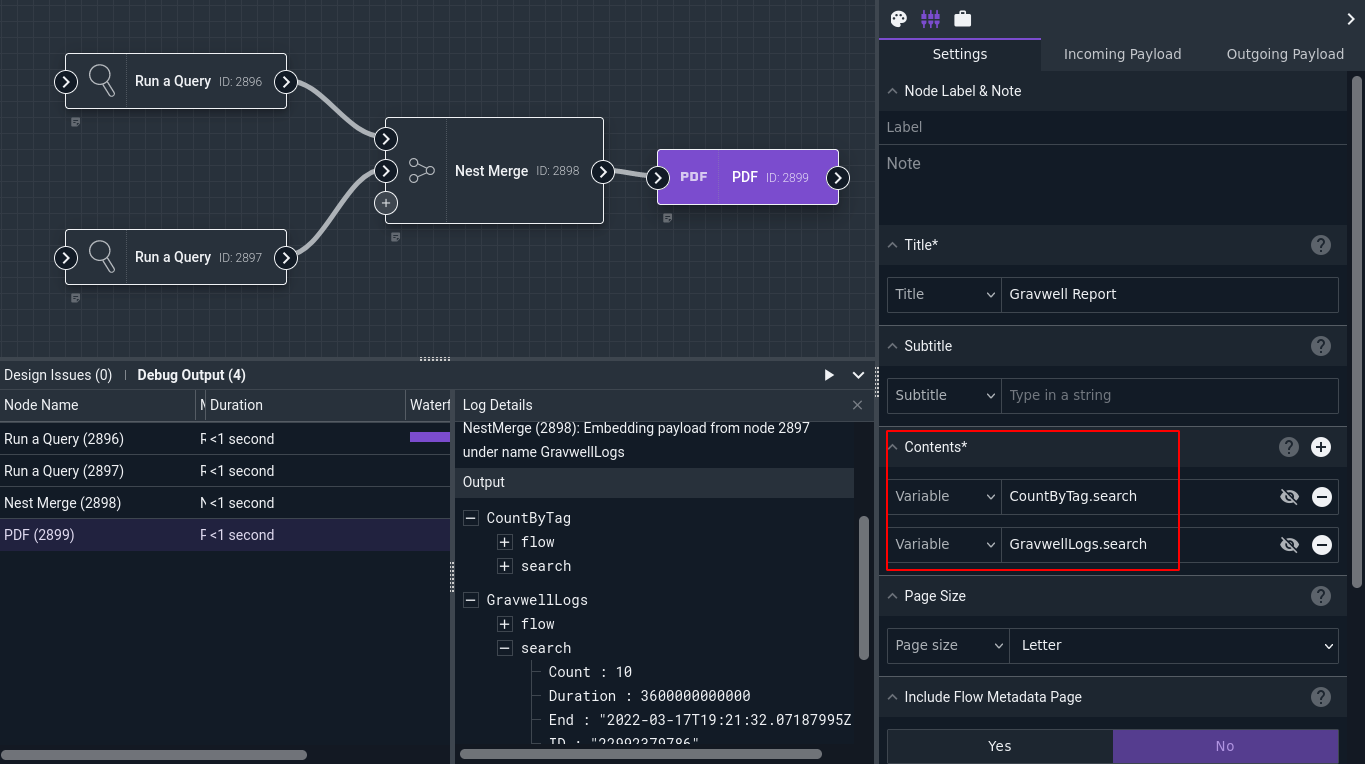 Run a Query ID: 2896
Nest Merge ID: 2898
PDF PDF ID: 2899
Run a Query ID: 2897
Design Issues (0) Debug Output (4)
Node Name Duration
Run a Query (2896) <1 second
Run a Query (2897) <1 second
Nest Merge (2898) <1 second
PDF (2899) <1 second
Log Details
NestMerge (2898): Embedding payload from node 2897
under name GravwellLogs
Output
CountByTag
flow
search
GravwellLogs
flow
search
Count : 10
Duration : 3600000000000
End : "2022-03-17T19:21:32.07187995Z
ID : "22992379786"
Settings Incoming Payload Outgoing Payload
Node Label & Note
Label
Note
Title*
Title Gravwell Report
Subtitle
Subtitle Type in a string
Contents*
Variable CountByTag.search
Variable GravwellLogs.search
Page Size
Page size Letter
Include Flow Metadata Page
Yes No